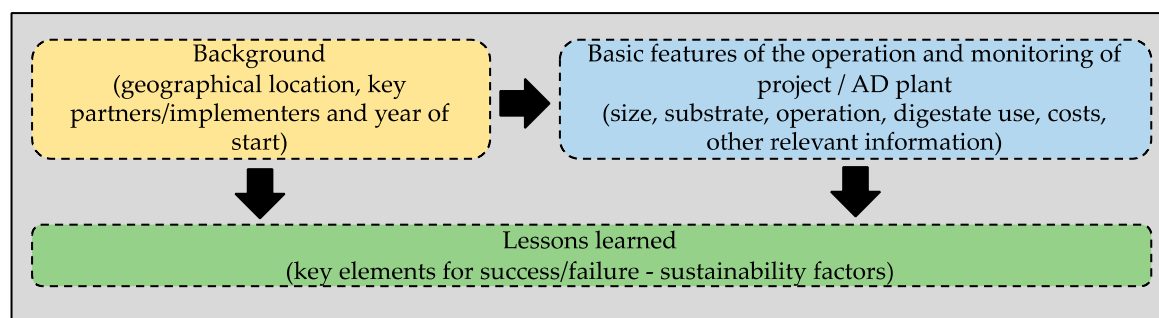 Background
(geographical location, key
partners/implementers and year of
start)
Basic features of the operation and monitoring of
project / AD plant
(size, substrate, operation, digestate use, costs,
other relevant information)
Lessons learned
(key elements for success/failure - sustainability factors)